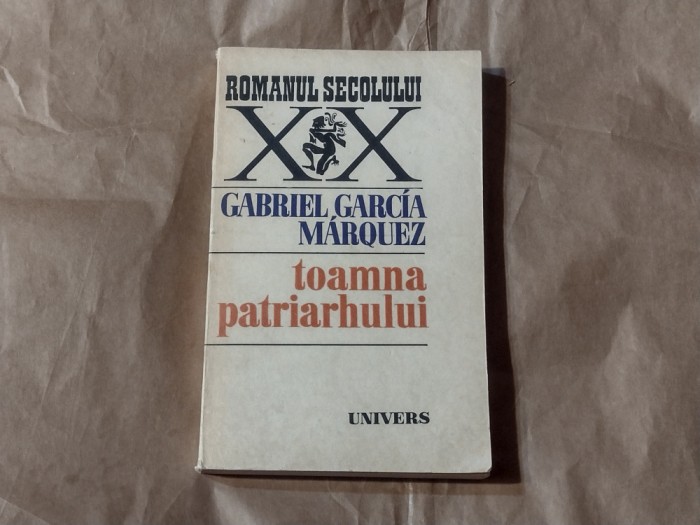 ROMANUL SECOLULUI
XX
GABRIEL GARCÍA
MÁRQUEZ
toamna
patriarhului
UNIVERS